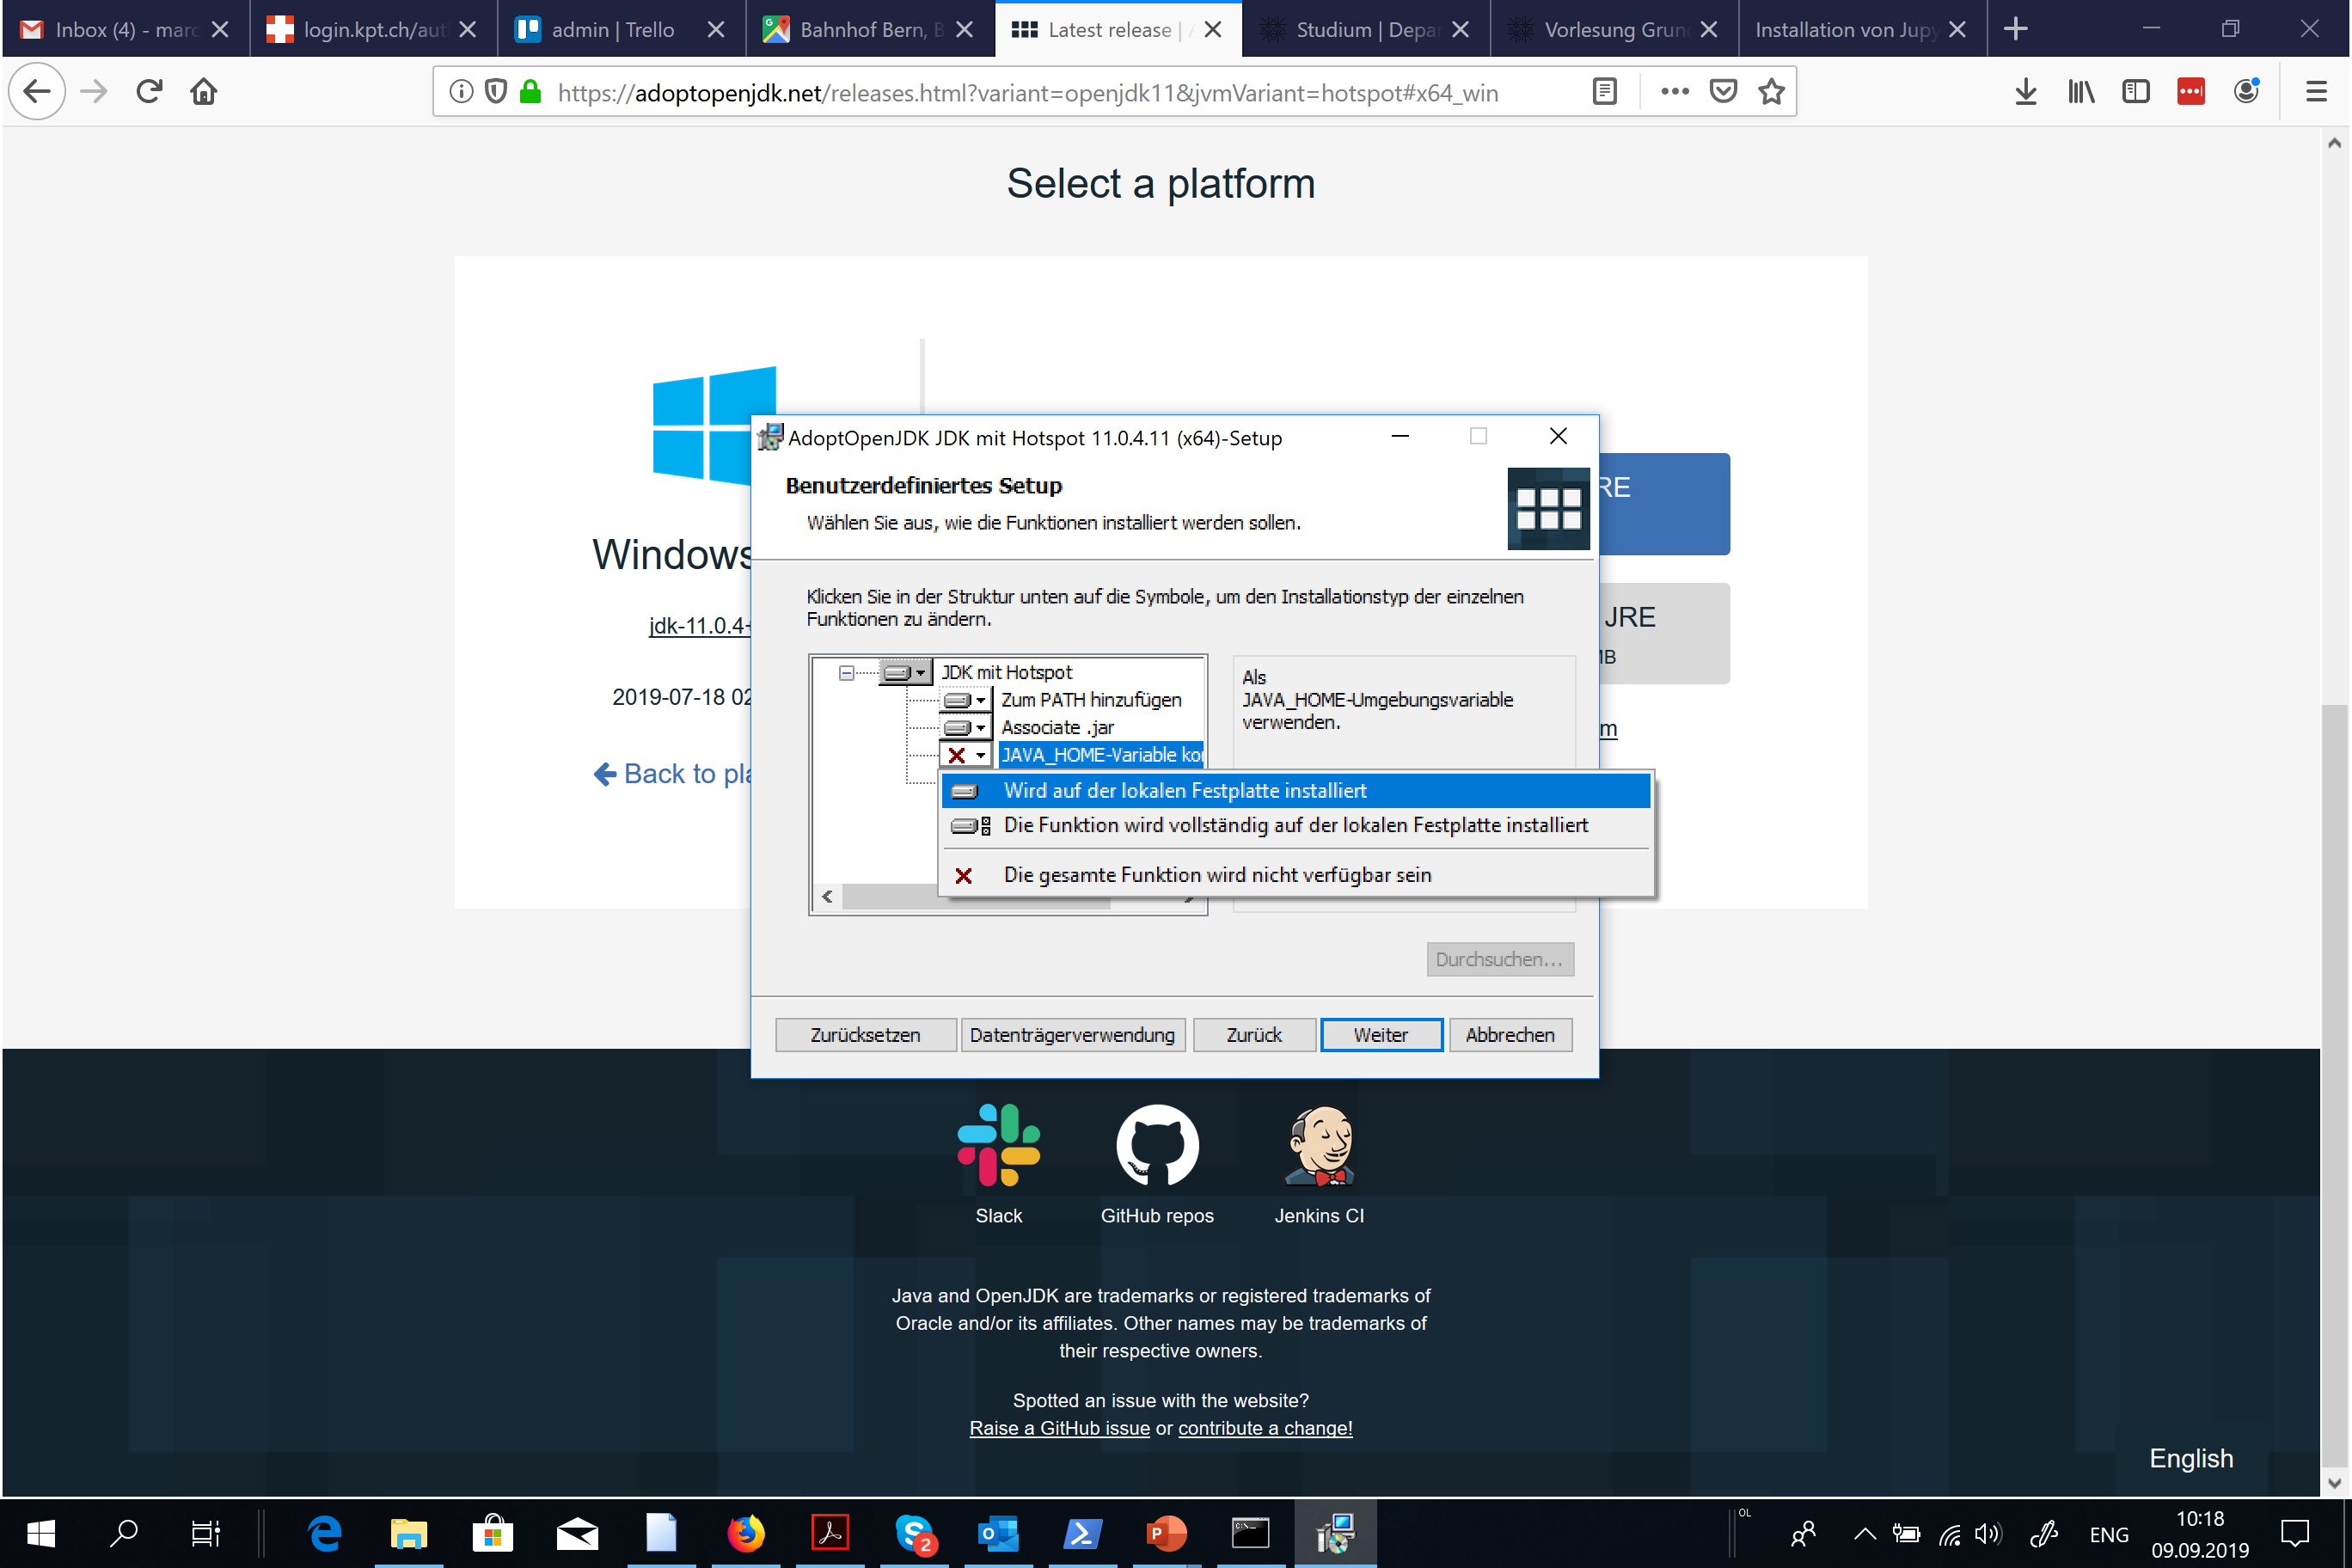 Inbox (4) - marc
login.kpt.ch/aut
admin | Trello
Bahnhof Bern, B
Latest release | A
Studium | Depar
Vorlesung Grun
Installation von Jupy
https://adoptopenjdk.net/releases.html?variant=openjdk11&jvmVariant=hotspot#x64_win
Select a platform
AdoptOpenJDK JDK mit Hotspot 11.0.4.11 (x64)-Setup
Benutzerdefiniertes Setup
Wählen Sie aus, wie die Funktionen installiert werden sollen.
RE
Windows
Klicken Sie in der Struktur unten auf die Symbole, um den Installationstyp der einzelnen
Funktionen zu ändern.
jdk-11.0.4+
JRE
MB
2019-07-18 02
m
Back to pla
JDK mit Hotspot
Zum PATH hinzufügen
Associate .jar
JAVA_HOME-Variable kon
Als
JAVA_HOME-Umgebungsvariable
verwenden.
Wird auf der lokalen Festplatte installiert
Die Funktion wird vollständig auf der lokalen Festplatte installiert
Die gesamte Funktion wird nicht verfügbar sein
Durchsuchen...
Zurücksetzen
Datenträgerverwendung
Zurück
Weiter
Abbrechen
Slack
GitHub repos
Jenkins CI
Java and OpenJDK are trademarks or registered trademarks of
Oracle and/or its affiliates. Other names may be trademarks of
their respective owners.
Spotted an issue with the website?
Raise a GitHub issue or contribute a change!
English
2
OL
ENG
10:18
09.09.2019